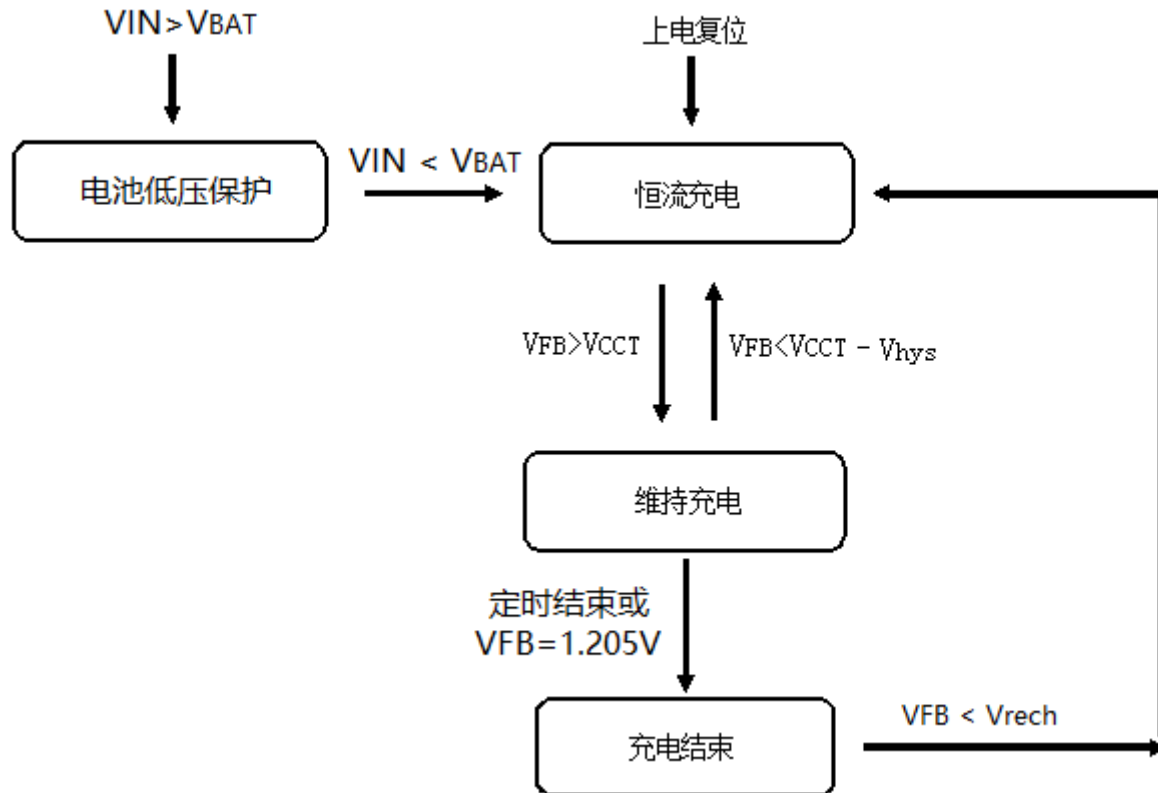 VIN>VBAT
上电复位
电池低压保护
VIN < VBAT
恒流充电
VFB>VCCT
VFB<VCCT - Vhys
维持充电
定时结束或
VFB=1.205V
充电结束
VFB < Vrech